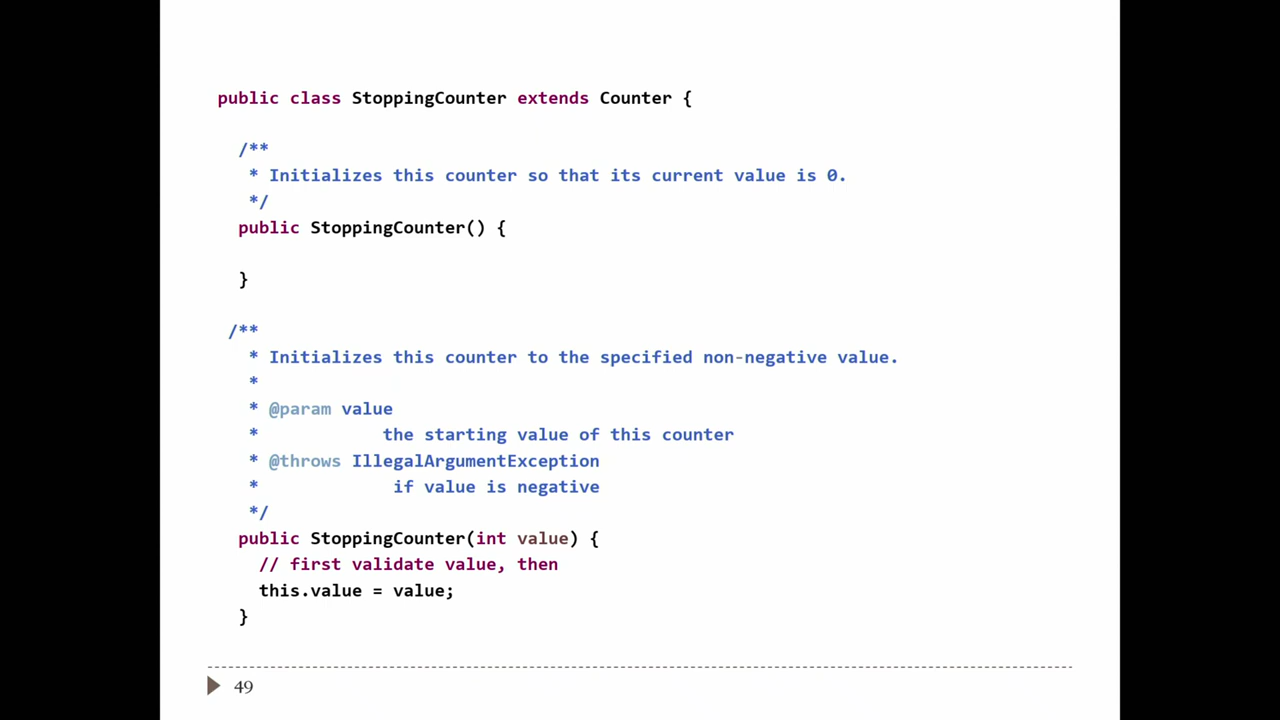 public class StoppingCounter extends Counter {
/**
* Initializes this counter so that its current value is 0.
*/
public StoppingCounter() {
}
/**
* Initializes this counter to the specified non-negative value.
*
* @param value
* the starting value of this counter
* @throws IllegalArgumentException
* if value is negative
*/
public StoppingCounter(int value) {
// first validate value, then
this.value = value;
}
49